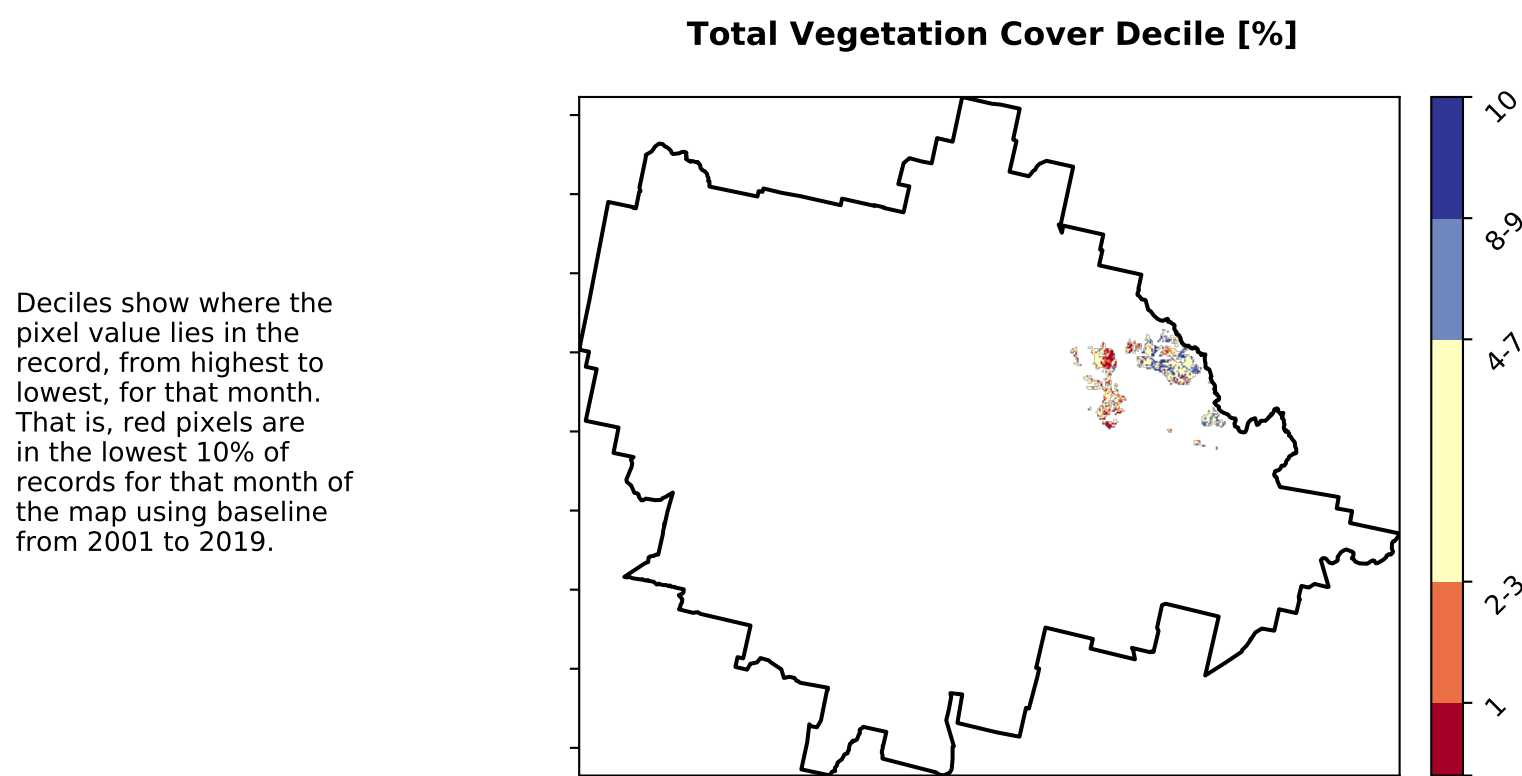 Total Vegetation Cover Decile [%]
Deciles show where the
pixel value lies in the
record, from highest to
lowest, for that month.
That is, red pixels are
in the lowest 10% of
records for that month of
the map using baseline
from 2001 to 2019.
10
8-9
4-7
2-3
1